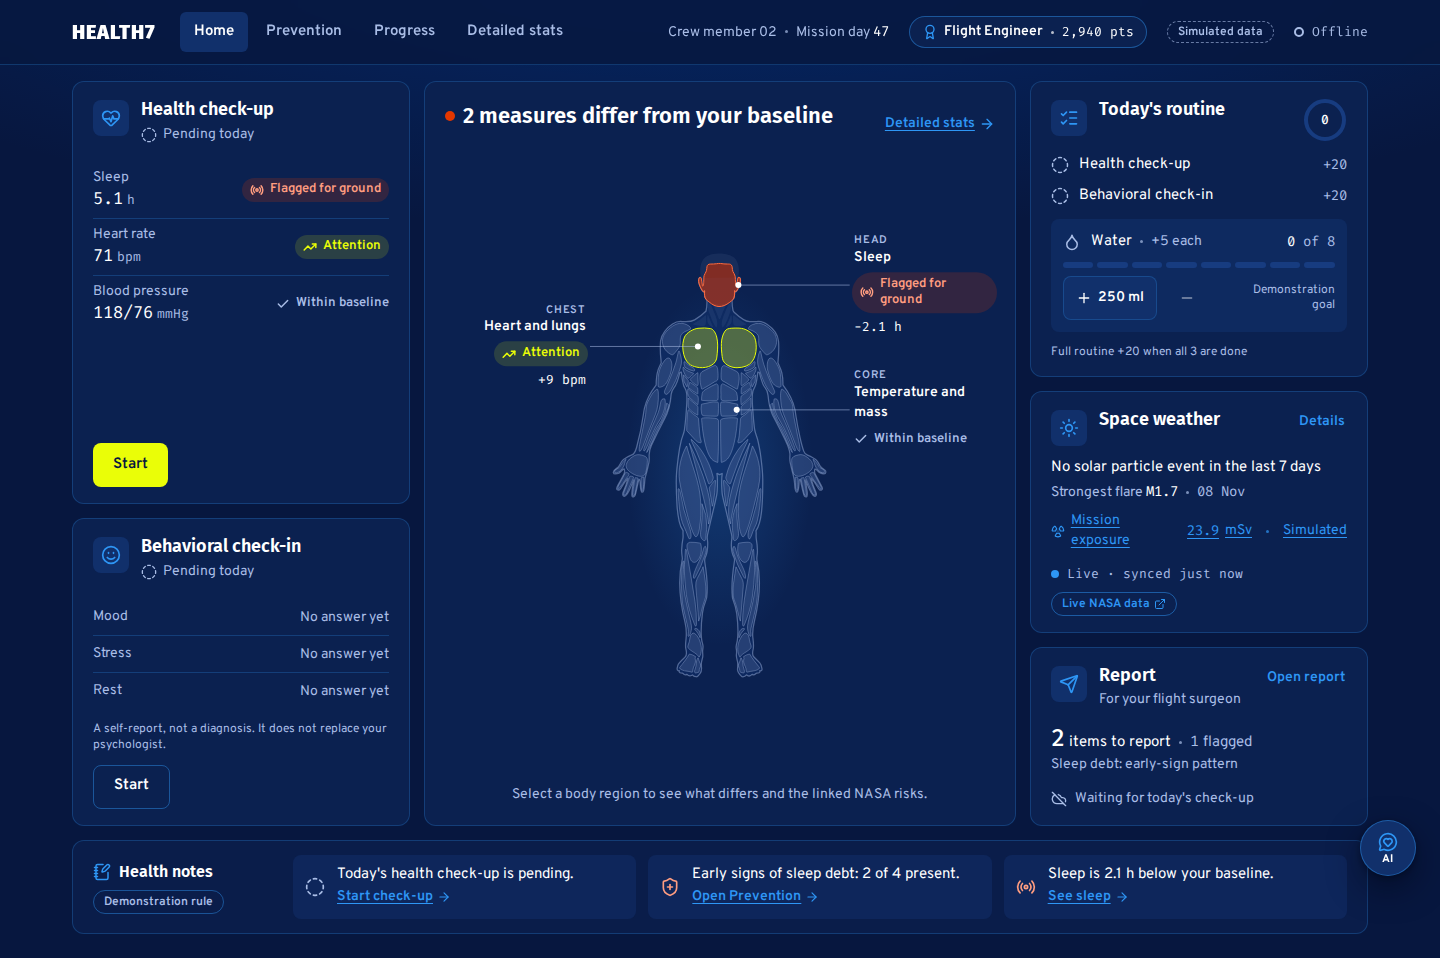 HEALTH7
Home
Prevention
Progress
Detailed stats
Crew member 02 • Mission day 47
Flight Engineer • 2,940 pts
Simulated data
Offline
Health check-up
Pending today
Sleep
5.1 h
Flagged for ground
Heart rate
71 bpm
Attention
Blood pressure
118/76 mmHg
Within baseline
Start
Behavioral check-in
Pending today
Mood
No answer yet
Stress
No answer yet
Rest
No answer yet
A self-report, not a diagnosis. It does not replace your
psychologist.
Start
2 measures differ from your baseline
Detailed stats
HEAD
Sleep
Flagged for
ground
-2.1 h
CHEST
Heart and lungs
Attention
+9 bpm
CORE
Temperature and
mass
Within baseline
Select a body region to see what differs and the linked NASA risks.
Today's routine
0
Health check-up
+20
Behavioral check-in
+20
Water • +5 each
0 of 8
+ 250 ml
−
Demonstration
goal
Full routine +20 when all 3 are done
Space weather
Details
No solar particle event in the last 7 days
Strongest flare M1.7 • 08 Nov
Mission
exposure
23.9 mSv • Simulated
Live · synced just now
Live NASA data
Report
For your flight surgeon
Open report
2 items to report • 1 flagged
Sleep debt: early-sign pattern
Waiting for today's check-up
Health notes
Demonstration rule
Today's health check-up is pending.
Start check-up
Early signs of sleep debt: 2 of 4 present.
Open Prevention
Sleep is 2.1 h below your baseline.
See sleep
AI